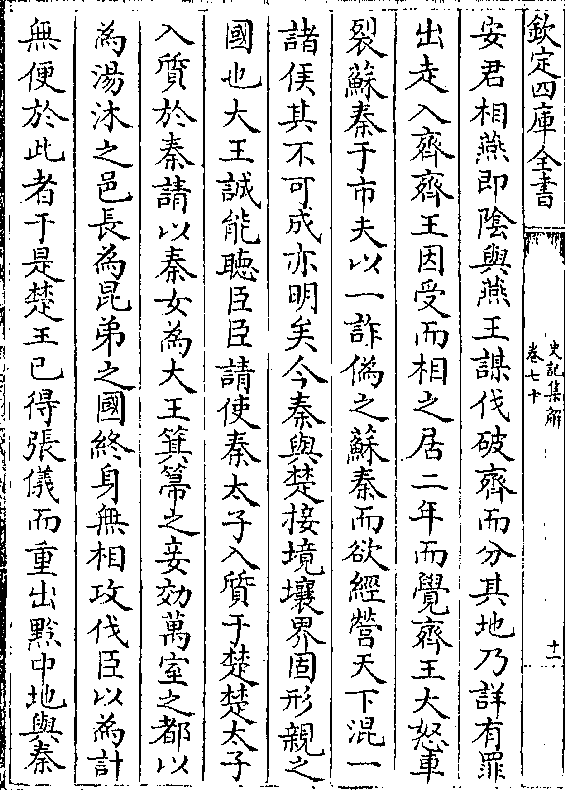 欽定四庫全書
史記集解
卷七十
十一
安君相燕即陰與燕王謀伐破齊而分其地乃詳有罪
出走入齊齊王因受而相之居二年而覺齊王大怒車
裂蘇秦于市夫以一詐偽之蘇秦而欲經營天下混一
諸侯其不可成亦明矣今秦與楚接境壤界固形親之
國也大王誠能聽臣臣請使秦太子入質于楚楚太子
入質於秦請以秦女為大王箕箒之妾効萬室之都以
為湯沐之邑長為昆弟之國終身無相攻伐臣以為計
無便於此者于是楚王已得張儀而重出黔中地與秦